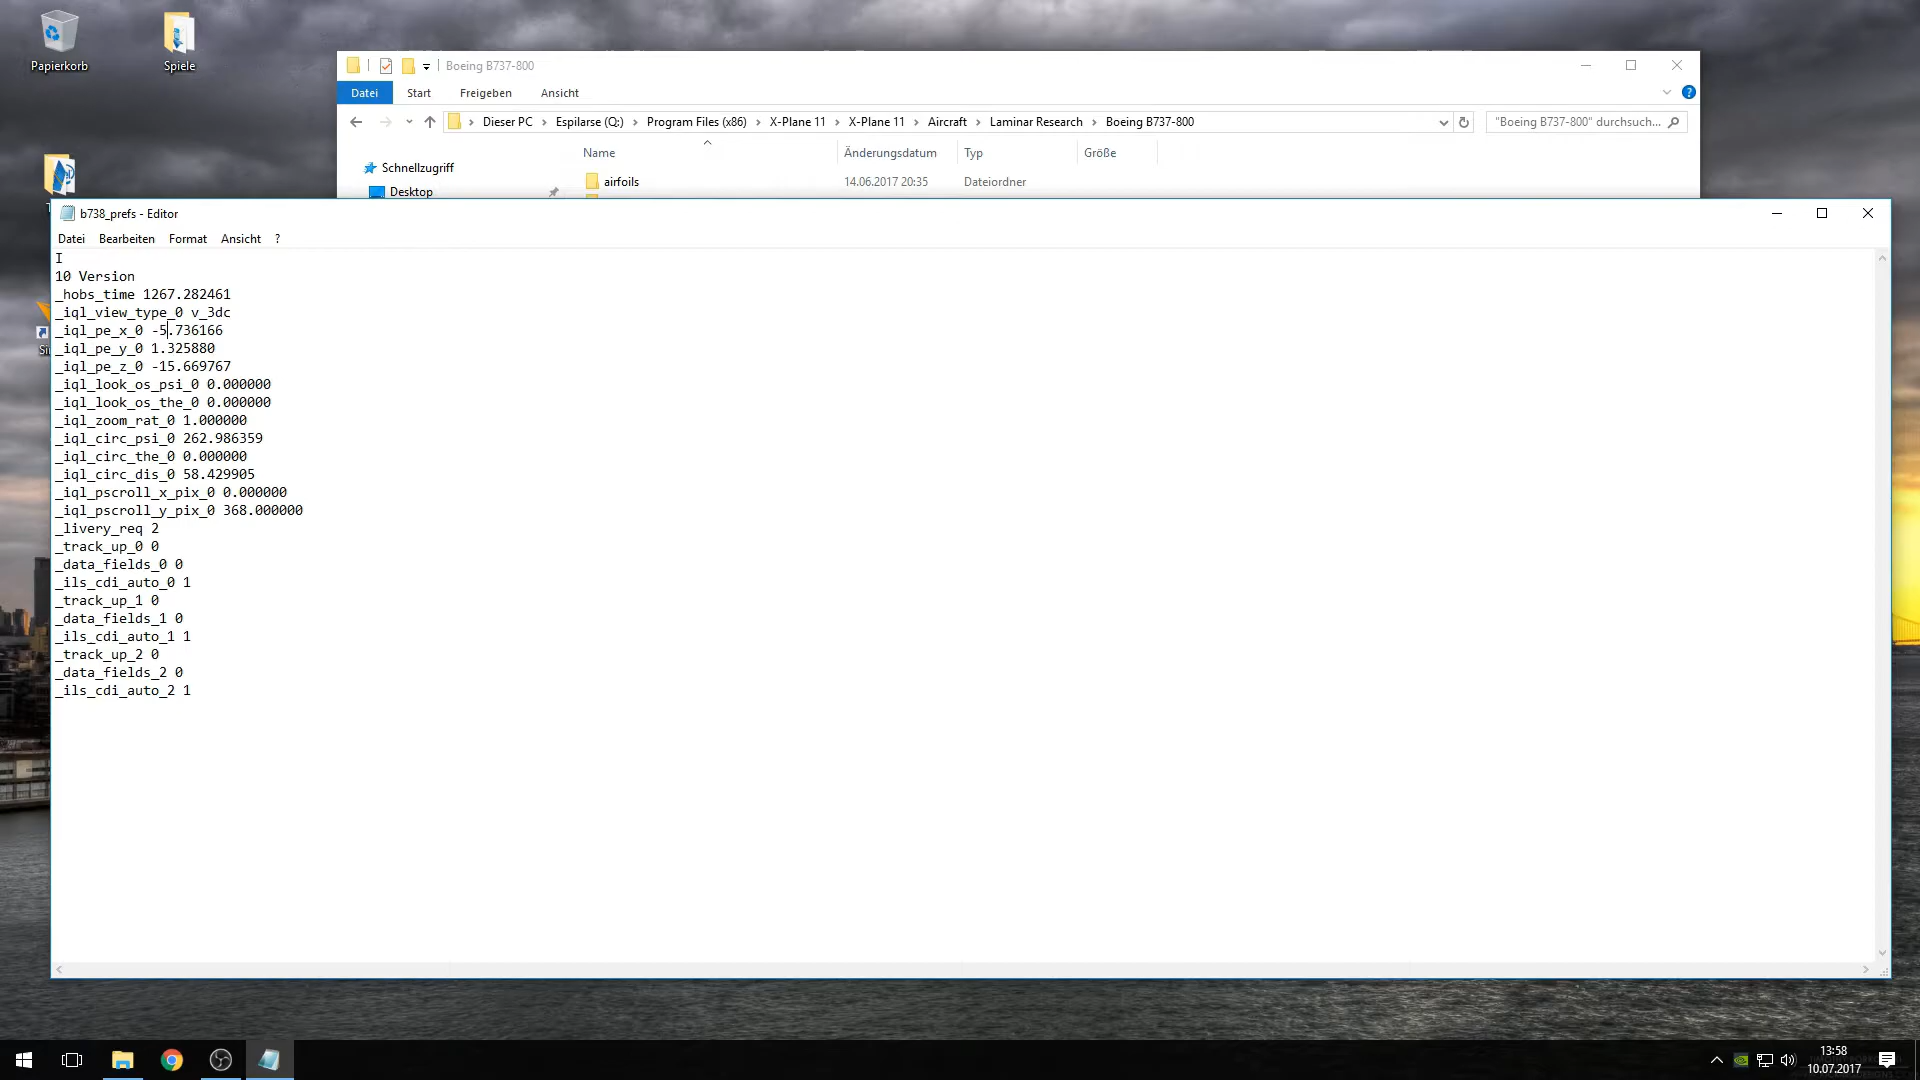 Papierkorb
Spiele
Boeing B737-800
Datei Start Freigeben Ansicht
Dieser PC Espilarse (Q:) Program Files (x86) X-Plane 11 X-Plane 11 Aircraft Laminar Research Boeing B737-800
"Boeing B737-800" durchsuch...
Name Änderungsdatum Typ Größe
Schnellzugriff
Desktop
airfoils 14.06.2017 20:35 Dateiordner
b738_prefs - Editor
Datei Bearbeiten Format Ansicht ?
I
10 Version
_hobs_time 1267.282461
_iql_view_type_0 v_3dc
_iql_pe_x_0 -5.736166
_iql_pe_y_0 1.325880
_iql_pe_z_0 -15.669767
_iql_look_os_psi_0 0.000000
_iql_look_os_the_0 0.000000
_iql_zoom_rat_0 1.000000
_iql_circ_psi_0 262.986359
_iql_circ_the_0 0.000000
_iql_circ_dis_0 58.429905
_iql_pscroll_x_pix_0 0.000000
_iql_pscroll_y_pix_0 368.000000
_livery_req 2
_track_up_0 0
_data_fields_0 0
_ils_cdi_auto_0 1
_track_up_1 0
_data_fields_1 0
_ils_cdi_auto_1 1
_track_up_2 0
_data_fields_2 0
_ils_cdi_auto_2 1
13:58
10.07.2017